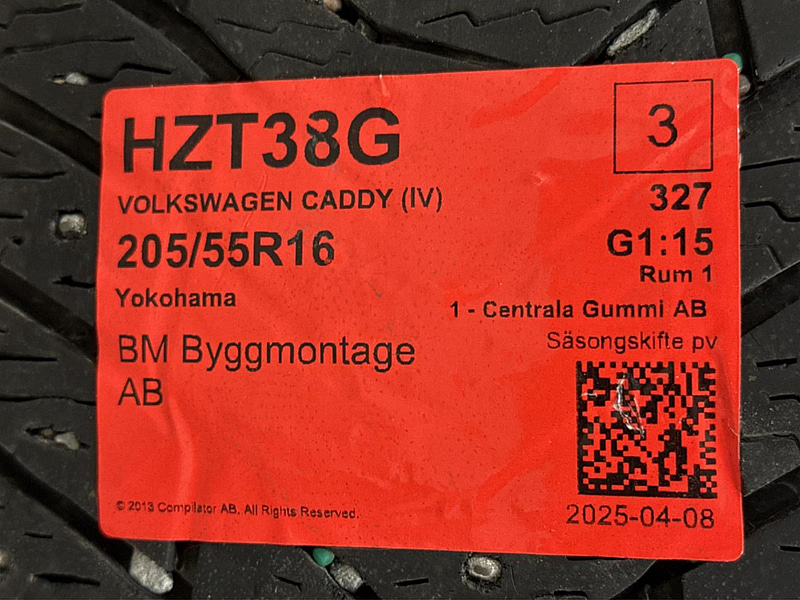 HZT38G
3
VOLKSWAGEN CADDY (IV)
327
205/55R16
G1:15
Rum 1
Yokohama
1 - Centrala Gummi AB
BM Byggmontage
AB
Säsongskifte pv
© 2013 Compilator AB. All Rights Reserved.
2025-04-08